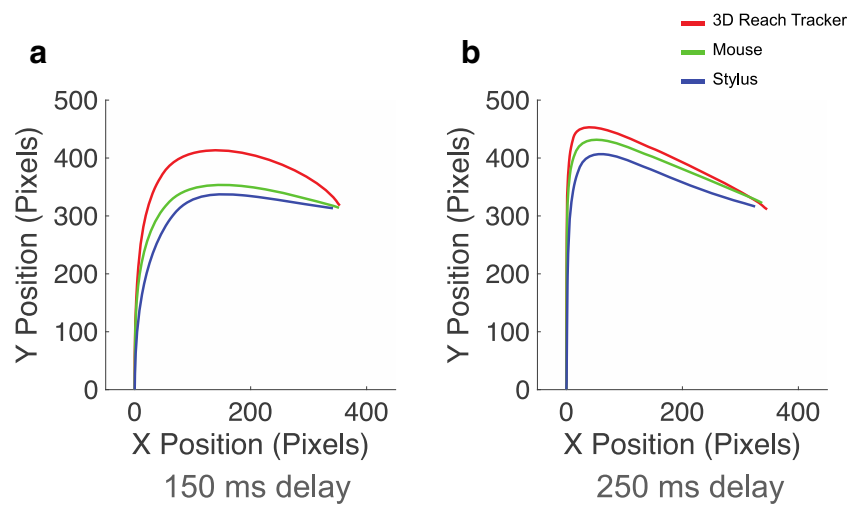 3D Reach Tracker
Mouse
Stylus
a
500
400
300
200
100
0
Y Position (Pixels)
0 200 400
X Position (Pixels)
150 ms delay
b
500
400
300
200
100
0
Y Position (Pixels)
0 200 400
X Position (Pixels)
250 ms delay